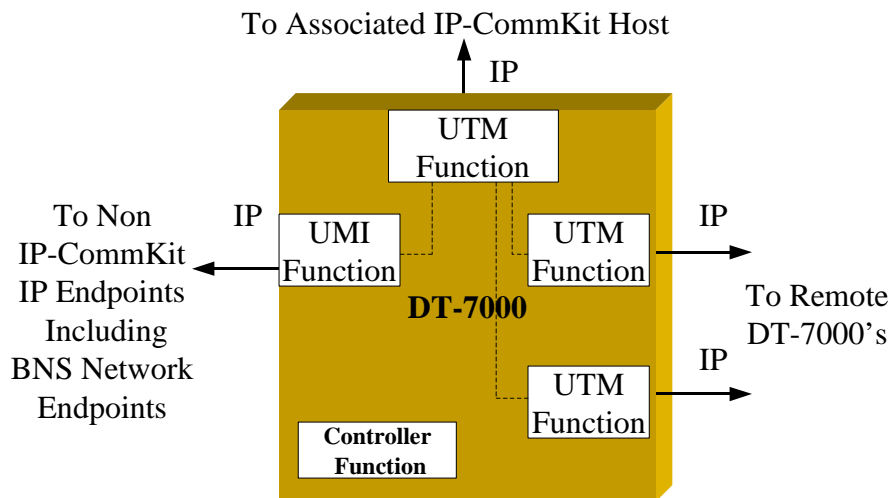 To Associated IP-CommKit Host
IP
UTM
Function
To Non
IP-CommKit
IP Endpoints
Including
BNS Network
Endpoints
IP
UMI
Function
UTM
Function
IP
DT-7000
To Remote
DT-7000’s
UTM
Function
IP
Controller
Function